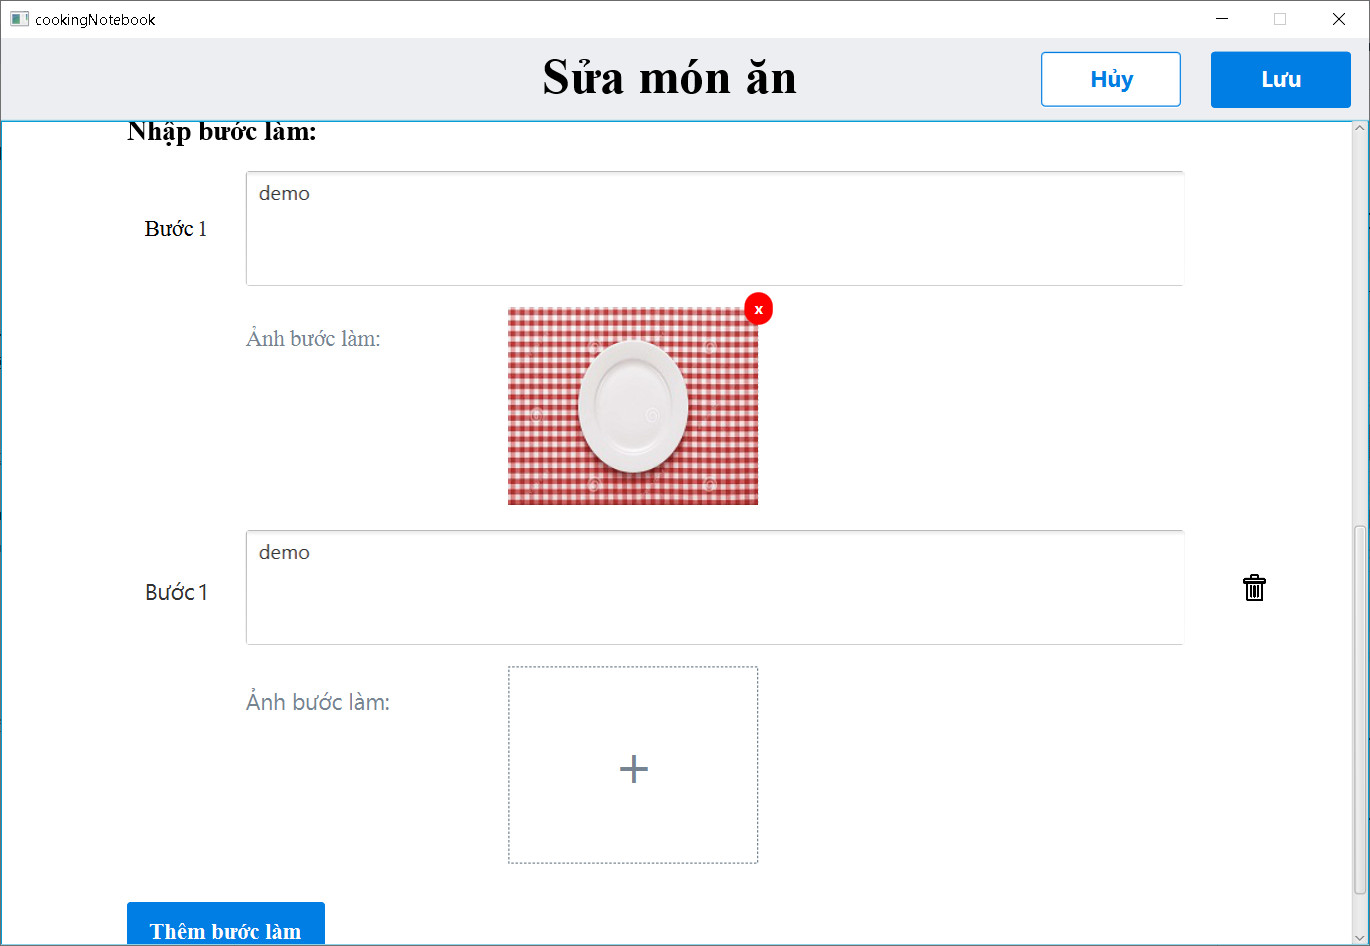 cookingNotebook
Sửa món ăn
Hủy
Lưu
Nhập bước làm:
Bước 1
demo
Ảnh bước làm:
x
Bước 1
demo
Ảnh bước làm:
+
Thêm bước làm